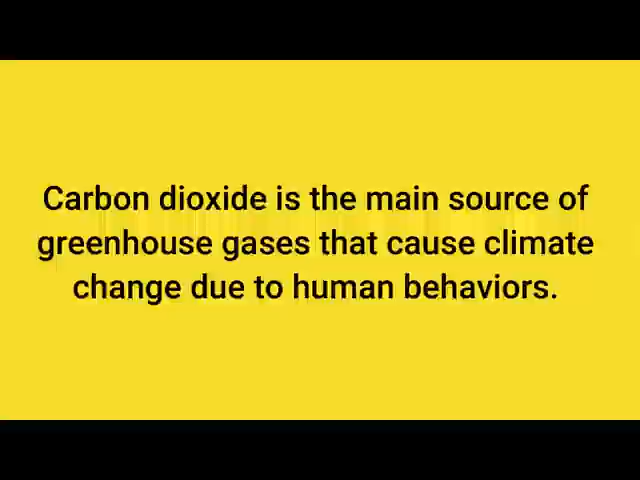 Carbon dioxide is the main source of
greenhouse gases that cause climate
change due to human behaviors.